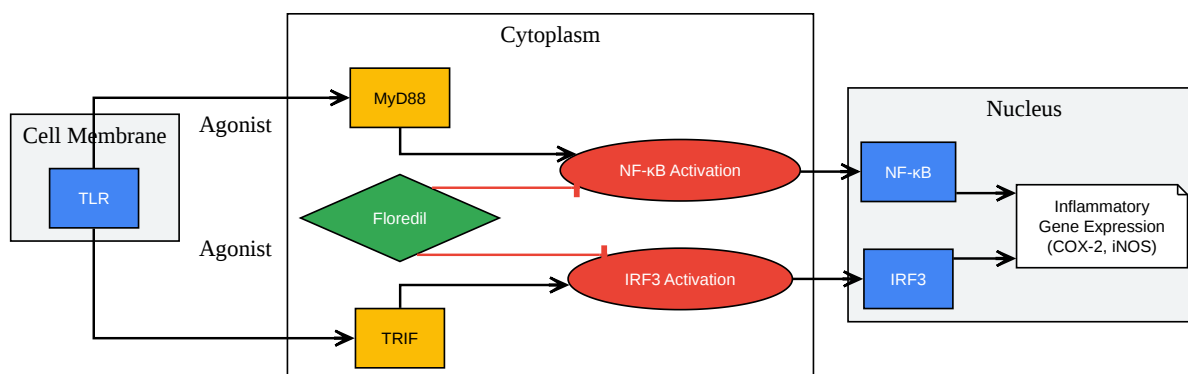 Cytoplasm
MyD88
Nucleus
Agonist
Cell Membrane
NF-κB Activation
NF-κB
TLR
Floredil
Inflammatory
Gene Expression
(COX-2, iNOS)
Agonist
IRF3 Activation
IRF3
TRIF